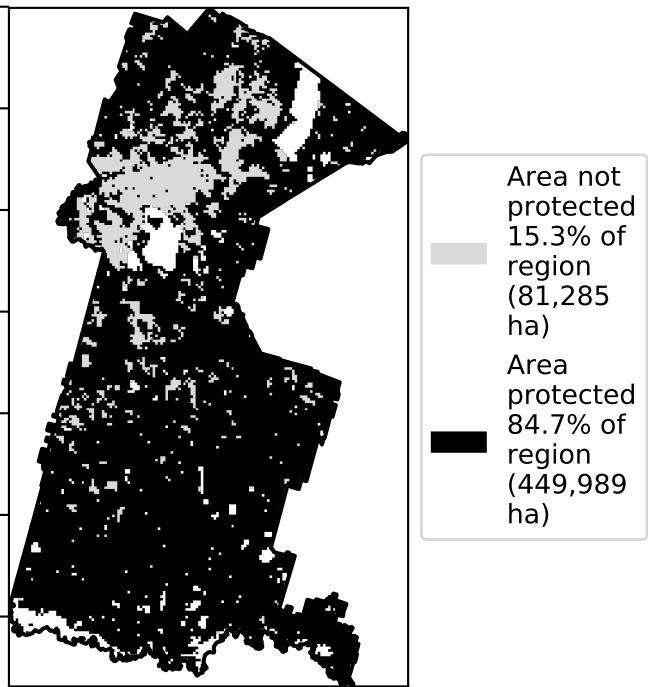 Area not
protected
15.3% of
region
(81,285
ha)
Area
protected
84.7% of
region
(449,989
ha)